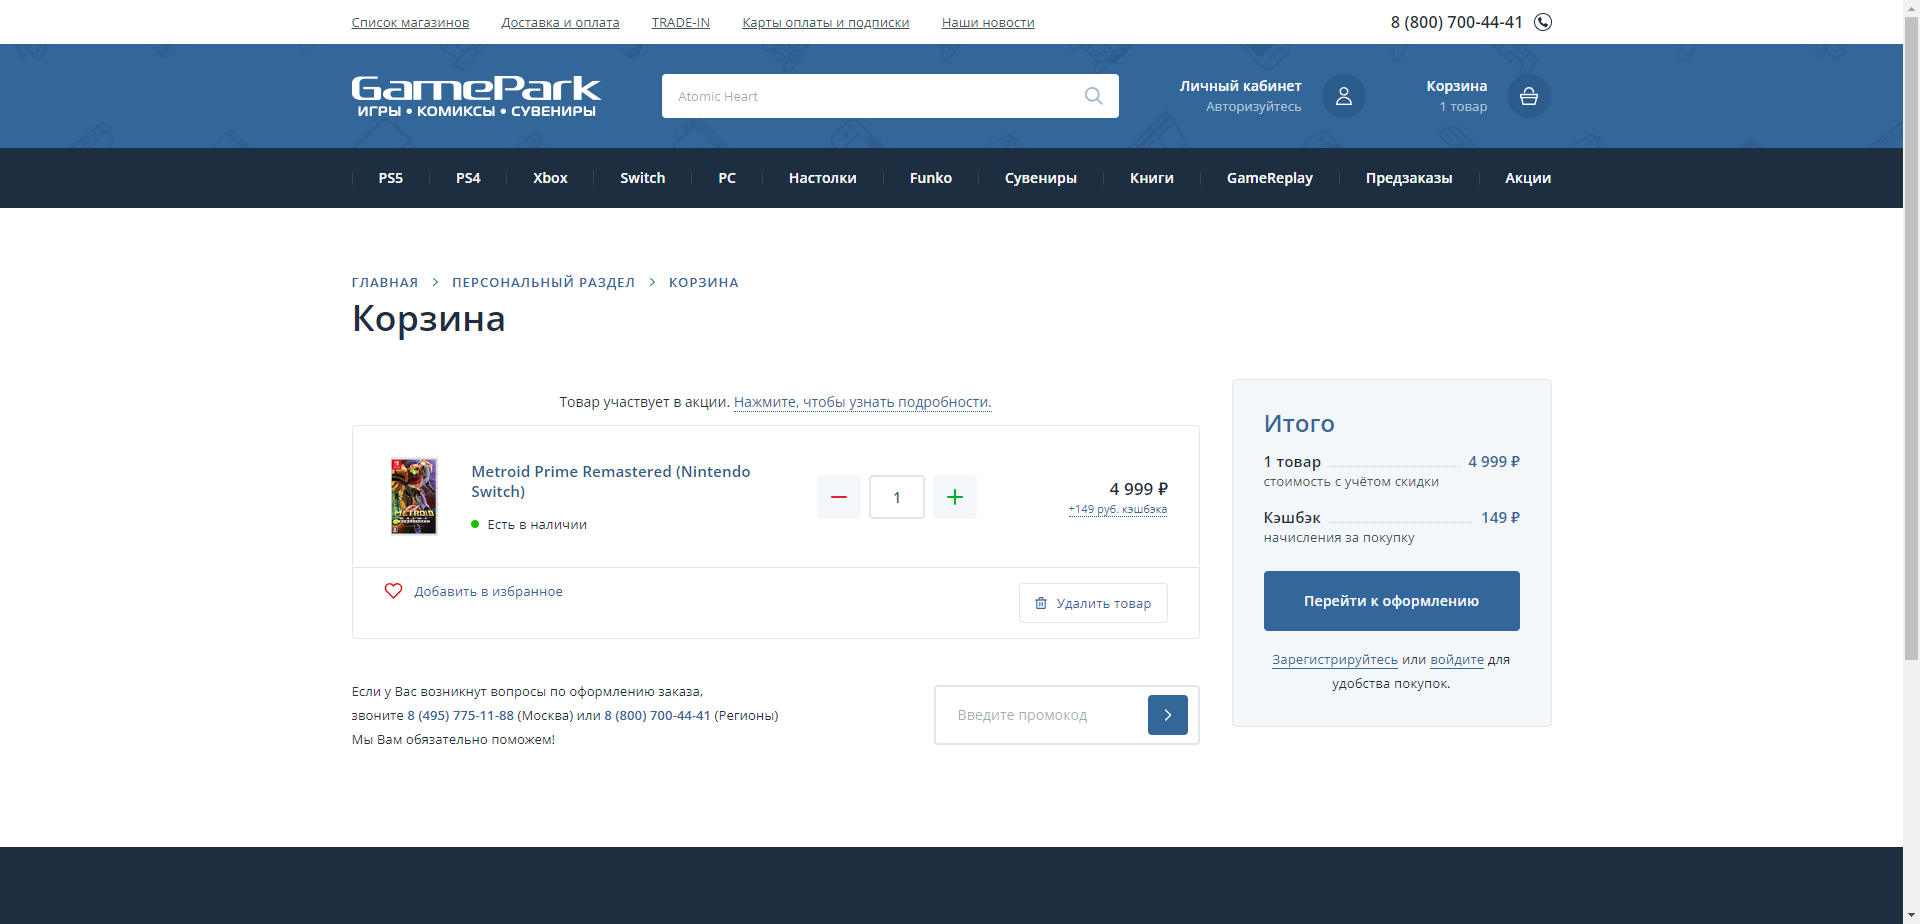 Список магазинов
Доставка и оплата
TRADE-IN
Карты оплаты и подписки
Наши новости
8 (800) 700-44-41
GamePark
ИГРЫ • КОМИКСЫ • СУВЕНИРЫ
Atomic Heart
Личный кабинет
Авторизуйтесь
Корзина
1 товар
PS5
PS4
Xbox
Switch
PC
Настолки
Funko
Сувениры
Книги
GameReplay
Предзаказы
Акции
ГЛАВНАЯ > ПЕРСОНАЛЬНЫЙ РАЗДЕЛ > КОРЗИНА
Корзина
Товар участвует в акции. Нажмите, чтобы узнать подробности.
METROID
Metroid Prime Remastered (Nintendo
Switch)
Есть в наличии
1
4 999 ₽
+149 руб. кэшбэка
Добавить в избранное
Удалить товар
Если у Вас возникнут вопросы по оформлению заказа,
звоните 8 (495) 775-11-88 (Москва) или 8 (800) 700-44-41 (Регионы)
Мы Вам обязательно поможем!
Введите промокод
Итого
1 товар 4 999 ₽
стоимость с учётом скидки
Кэшбэк 149 ₽
начисления за покупку
Перейти к оформлению
Зарегистрируйтесь или войдите для
удобства покупок.